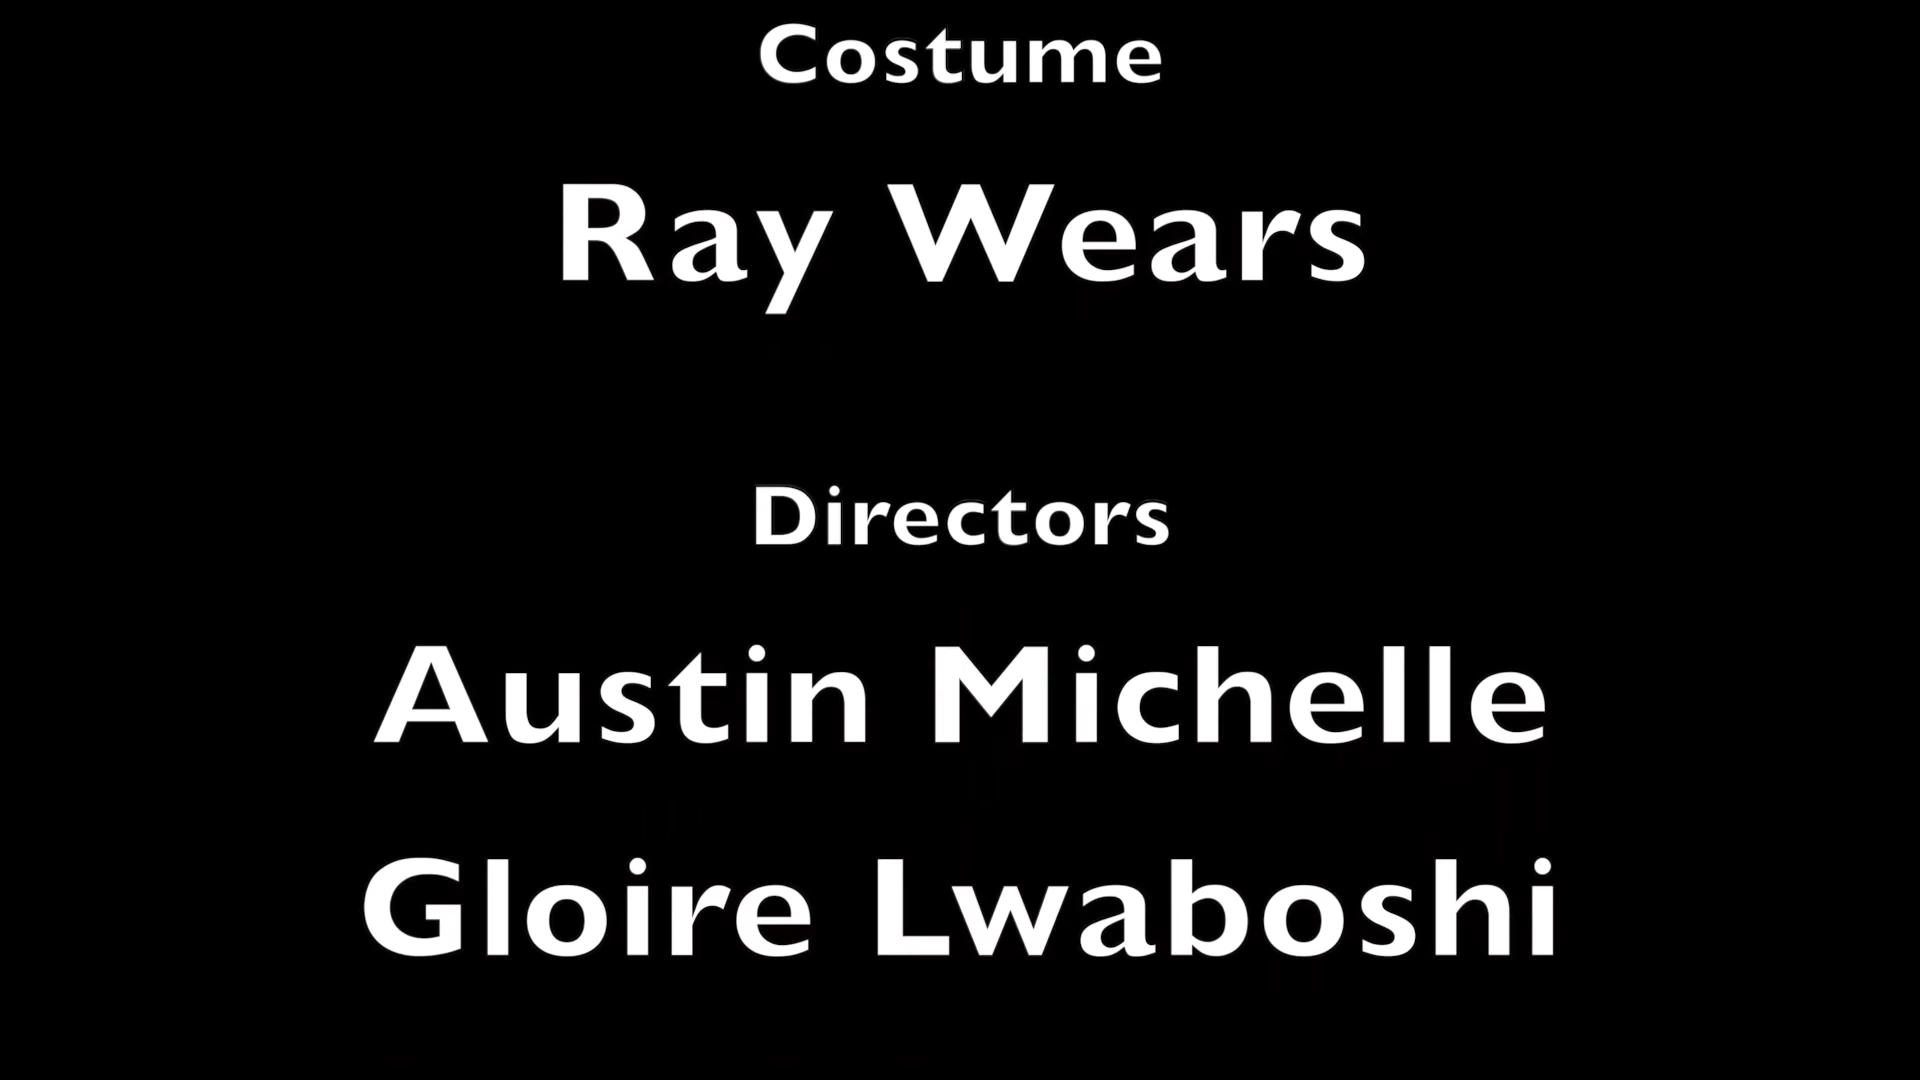 Costume
Ray Wears
Directors
Austin Michelle
Gloire Lwaboshi